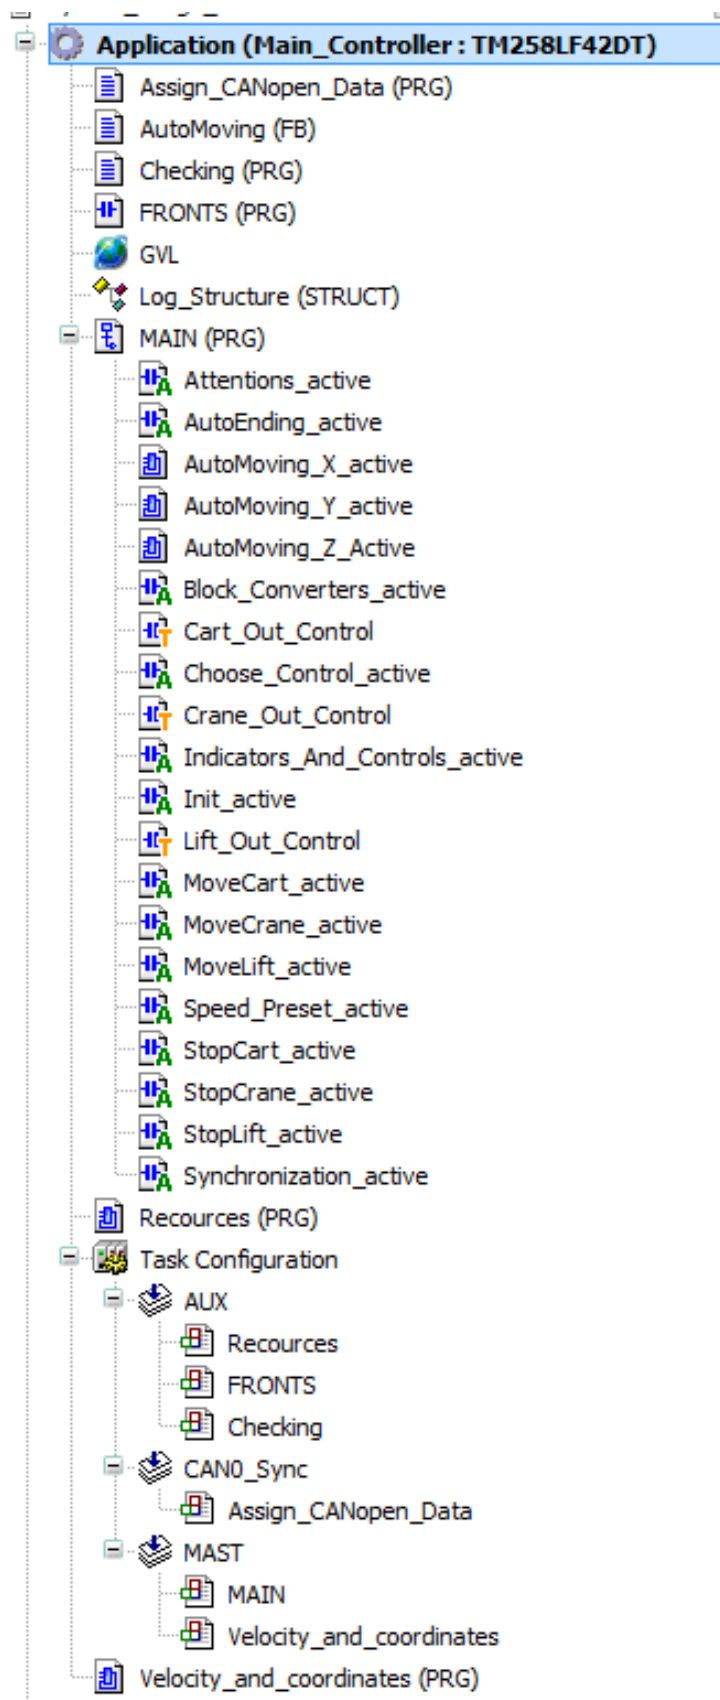 Application (Main_Controller : TM258LF42DT)
Assign_CANopen_Data (PRG)
AutoMoving (FB)
Checking (PRG)
FRONTS (PRG)
GVL
Log_Structure (STRUCT)
MAIN (PRG)
Attentions_active
AutoEnding_active
AutoMoving_X_active
AutoMoving_Y_active
AutoMoving_Z_Active
Block_Converters_active
Cart_Out_Control
Choose_Control_active
Crane_Out_Control
Indicators_And_Controls_active
Init_active
Lift_Out_Control
MoveCart_active
MoveCrane_active
MoveLift_active
Speed_Preset_active
StopCart_active
StopCrane_active
StopLift_active
Synchronization_active
Recources (PRG)
Task Configuration
AUX
Recources
FRONTS
Checking
CAN0_Sync
Assign_CANopen_Data
MAST
MAIN
Velocity_and_coordinates
Velocity_and_coordinates (PRG)